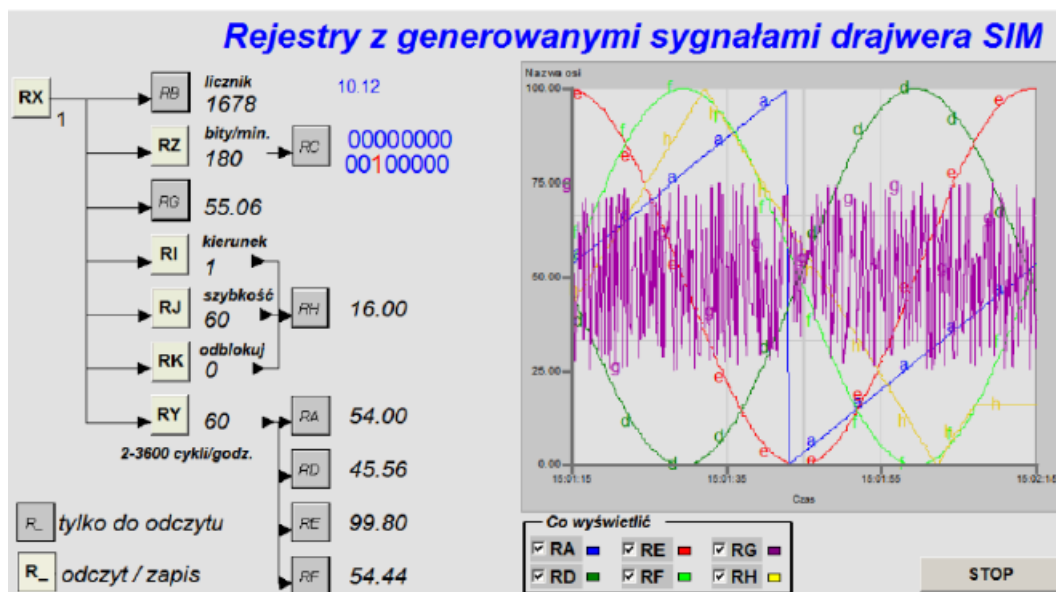 Rejestry z generowanymi sygnałami drajwera SIM
RX
1
RB
licznik
1678
10.12
RZ
bity/min.
180
RC
00000000
00100000
RG
55.06
RI
kierunek
1
RJ
szybkość
60
RH
16.00
RK
odblokuj
0
RY
60
2-3600 cykli/godz.
RA
54.00
RD
45.56
RE
99.80
RF
54.44
R_ tylko do odczytu
R_ odczyt / zapis
Nazwa osi
100.00
75.00
50.00
25.00
0.00
15:01:15 15:01:35 15:01:55 15:02:15
Czas
Co wyświetlić
RA RE RG
RD RF RH
STOP